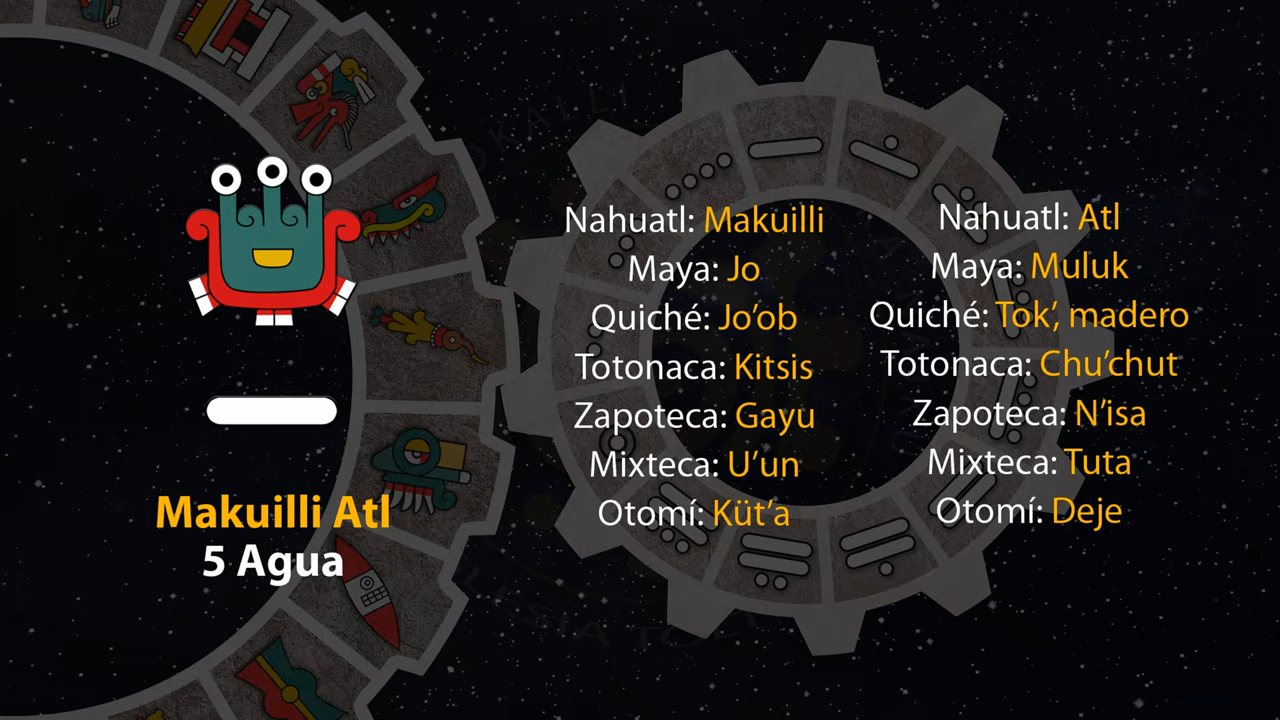 Makuilli Atl
5 Agua
Nahuatl: Makuilli
Maya: Jo
Quiché: Jo’ob
Totonaca: Kitsis
Zapoteca: Gayu
Mixteca: U’un
Otomí: Küt’a
Nahuatl: Atl
Maya: Muluk
Quiché: Tok’, madero
Totonaca: Chu’chut
Zapoteca: N’isa
Mixteca: Tuta
Otomí: Deje